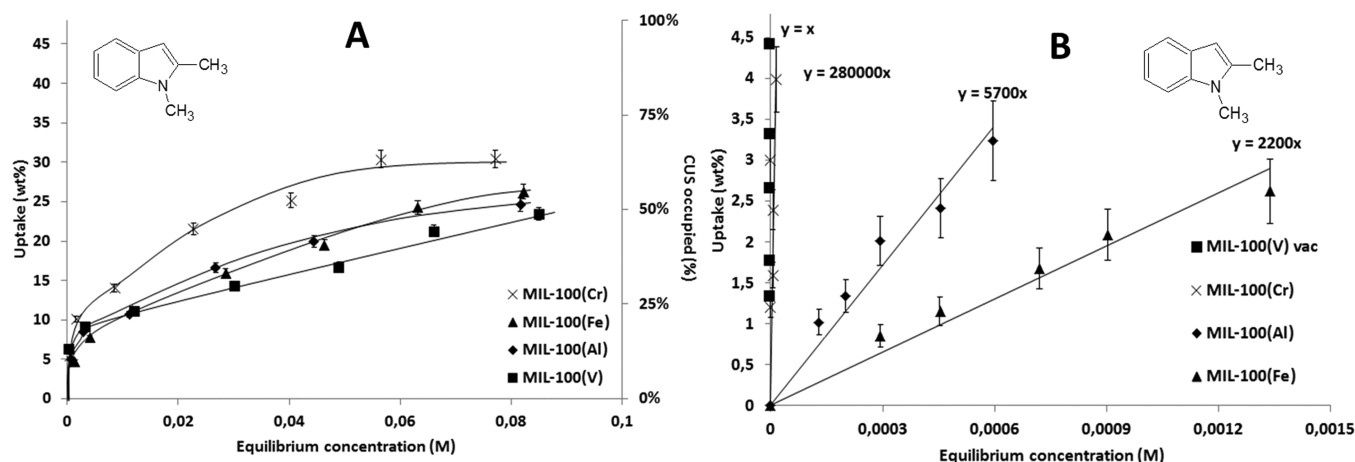 A
CH₃
N
CH₃
45
40
35
30
25
20
15
10
5
0
Uptake (wt%)
100%
75%
50%
25%
0%
CUS occupied (%)
MIL-100(Cr)
MIL-100(Fe)
MIL-100(Al)
MIL-100(V)
0
0,02
0,04
0,06
0,08
0,1
Equilibrium concentration (M)
B
y = x
y = 280000x
y = 5700x
y = 2200x
CH₃
N
CH₃
4,5
4
3,5
3
2,5
2
1,5
1
0,5
0
Uptake (wt%)
MIL-100(V) vac
MIL-100(Cr)
MIL-100(Al)
MIL-100(Fe)
0
0,0003
0,0006
0,0009
0,0012
0,0015
Equilibrium concentration (M)